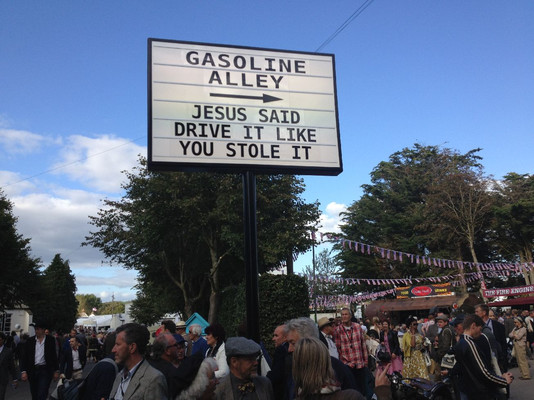 GASOLINE
ALLEY
JESUS SAID
DRIVE IT LIKE
YOU STOLE IT